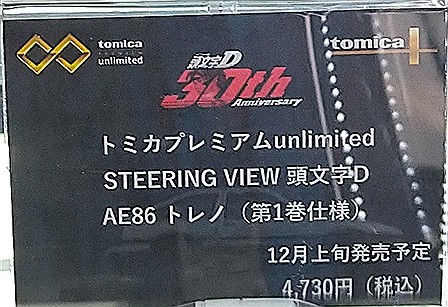 tomica
PREMIUM
unlimited
頭文字D
30th
Anniversary
tomica+
トミカプレミアムunlimited
STEERING VIEW 頭文字D
AE86 トレノ（第1巻仕様）
12月上旬発売予定
4,730円（税込）